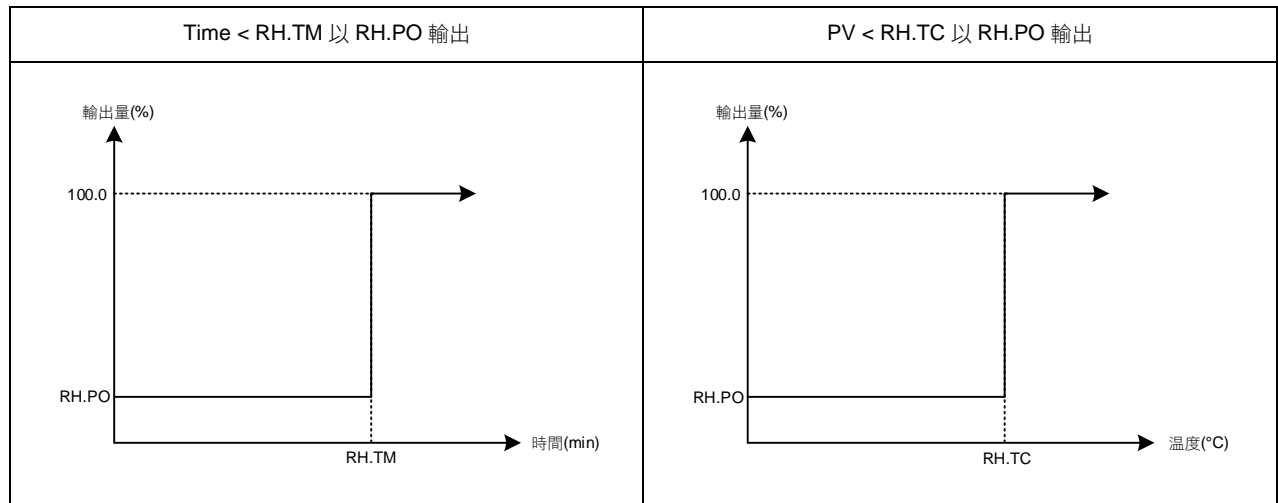 Time < RH.TM 以 RH.PO 輸出
PV < RH.TC 以 RH.PO 輸出
輸出量(%)
100.0
RH.PO
RH.TM
時間(min)
輸出量(%)
100.0
RH.PO
RH.TC
温度(°C)